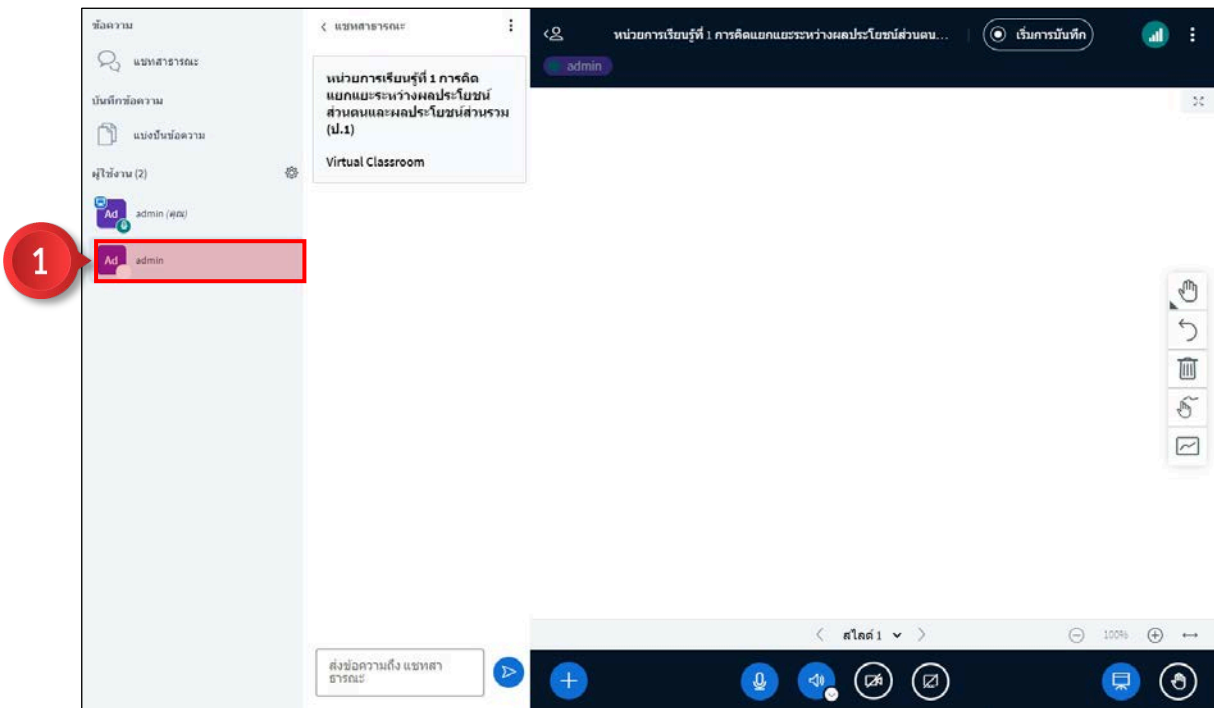 ข้อความ
แชทสาธารณะ
บันทึกข้อความ
แบ่งปันข้อความ
ผู้ใช้งาน (2)
Ad
admin (คุณ)
1
Ad
admin
แชทสาธารณะ
หน่วยการเรียนรู้ที่ 1 การคิด
แยกแยะระหว่างผลประโยชน์
ส่วนตนและผลประโยชน์ส่วนรวม
(ป.1)
Virtual Classroom
ส่งข้อความถึง แชทสา
ธารณะ
หน่วยการเรียนรู้ที่ 1 การคิดแยกแยะระหว่างผลประโยชน์ส่วนตน...
เริ่มการบันทึก
admin
สไลด์ 1
100%